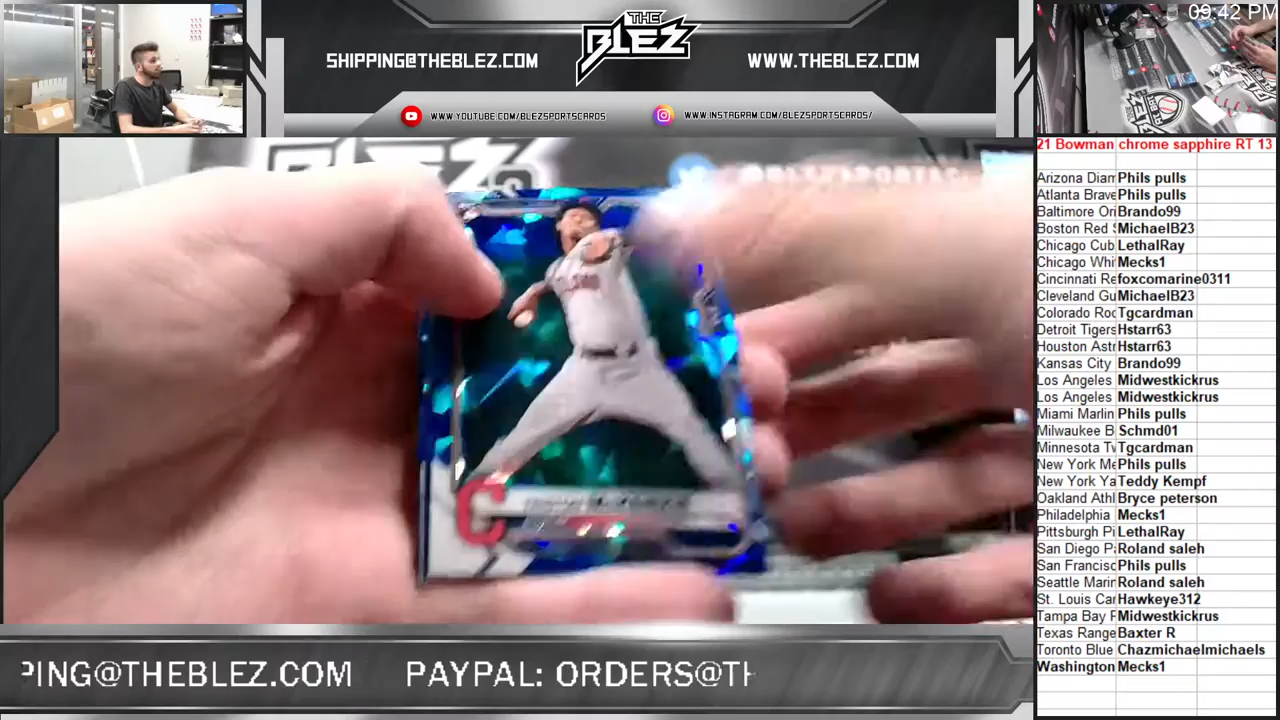 THE
BLEZ
SHIPPING@THEBLEZ.COM
WWW.THEBLEZ.COM
WWW.YOUTUBE.COM/BLEZSPORTSCARDS
WWW.INSTAGRAM.COM/BLEZSPORTSCARDS/
09:42 PM
BLEZ
C
PING@THEBLEZ.COM PAYPAL: ORDERS@TH
21 Bowman chrome sapphire RT 13
Arizona Diam Phils pulls
Atlanta Brave Phils pulls
Baltimore Ori Brando99
Boston Red S MichaelB23
Chicago Cub LethalRay
Chicago Whi Mecks1
Cincinnati Re foxcomarine0311
Cleveland Gu MichaelB23
Colorado Roc Tgcardman
Detroit Tigers Hstarr63
Houston Astr Hstarr63
Kansas City Brando99
Los Angeles Midwestkickrus
Los Angeles Midwestkickrus
Miami Marlin Phils pulls
Milwaukee B Schmd01
Minnesota Tv Tgcardman
New York Me Phils pulls
New York Ya Teddy Kempf
Oakland Athl Bryce peterson
Philadelphia Mecks1
Pittsburgh Pi LethalRay
San Diego P Roland saleh
San Francisc Phils pulls
Seattle Marin Roland saleh
St. Louis Car Hawkeye312
Tampa Bay R Midwestkickrus
Texas Range Baxter R
Toronto Blue Chazmichaelmichaels
Washington Mecks1